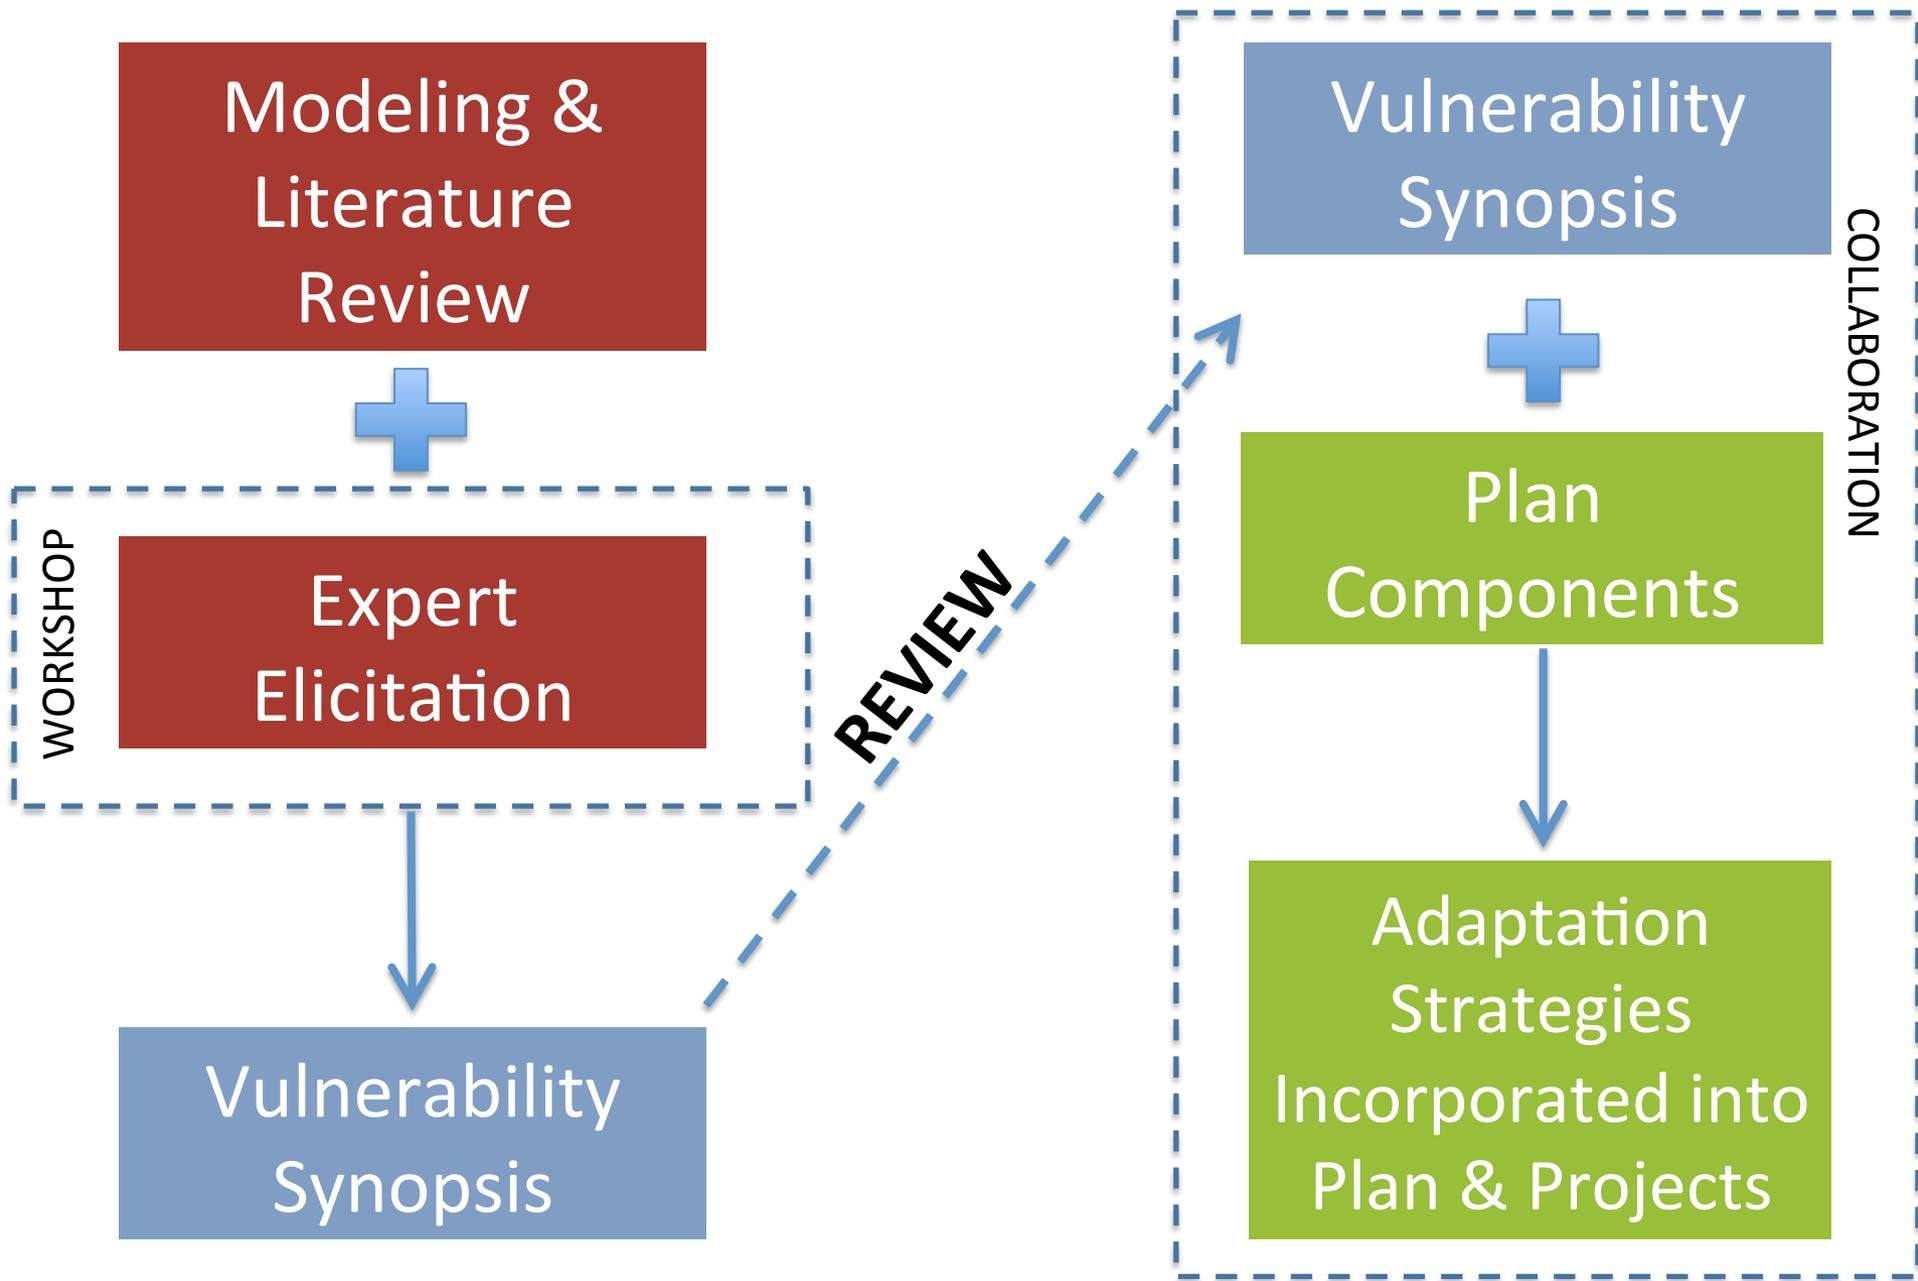 Modeling &
Literature
Review
WORKSHOP
Expert
Elicitation
Vulnerability
Synopsis
REVIEW
Vulnerability
Synopsis
COLLABORATION
Plan
Components
Adaptation
Strategies
Incorporated into
Plan & Projects